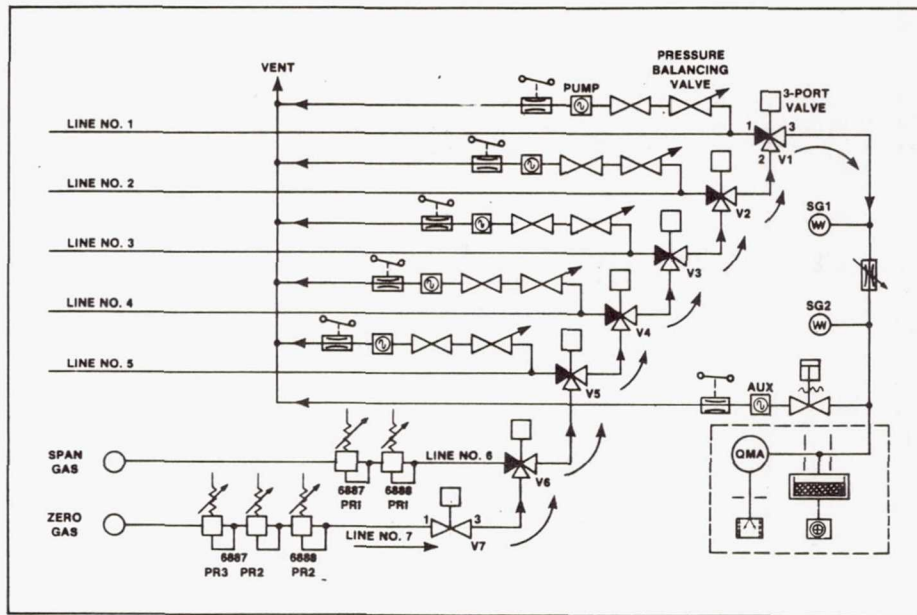 VENT
PUMP
PRESSURE
BALANCING
VALVE
3-PORT
VALVE
LINE NO. 1
1
3
2
V1
LINE NO. 2
V2
SG1
LINE NO. 3
V3
LINE NO. 4
V4
SG2
LINE NO. 5
V5
AUX
SPAN
GAS
LINE NO. 6
V6
QMA
6887
PR1
6888
PR1
ZERO
GAS
1
3
LINE NO. 7
V7
6887
6888
PR3
PR2
PR2